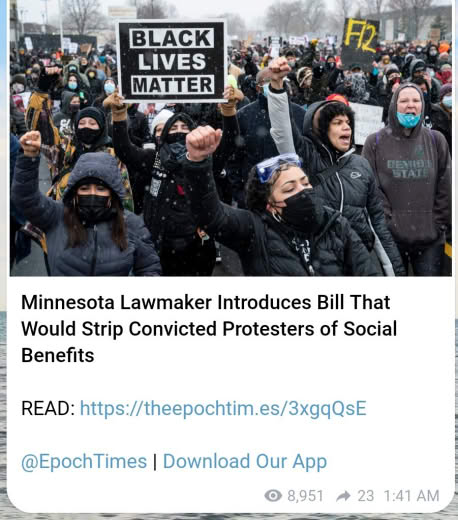 BLACK
LIVES
MATTER
F12
STATE
Minnesota Lawmaker Introduces Bill That
Would Strip Convicted Protesters of Social
Benefits
READ: https://theepochtim.es/3xgqQsE
@EpochTimes | Download Our App
8,951 23 1:41 AM